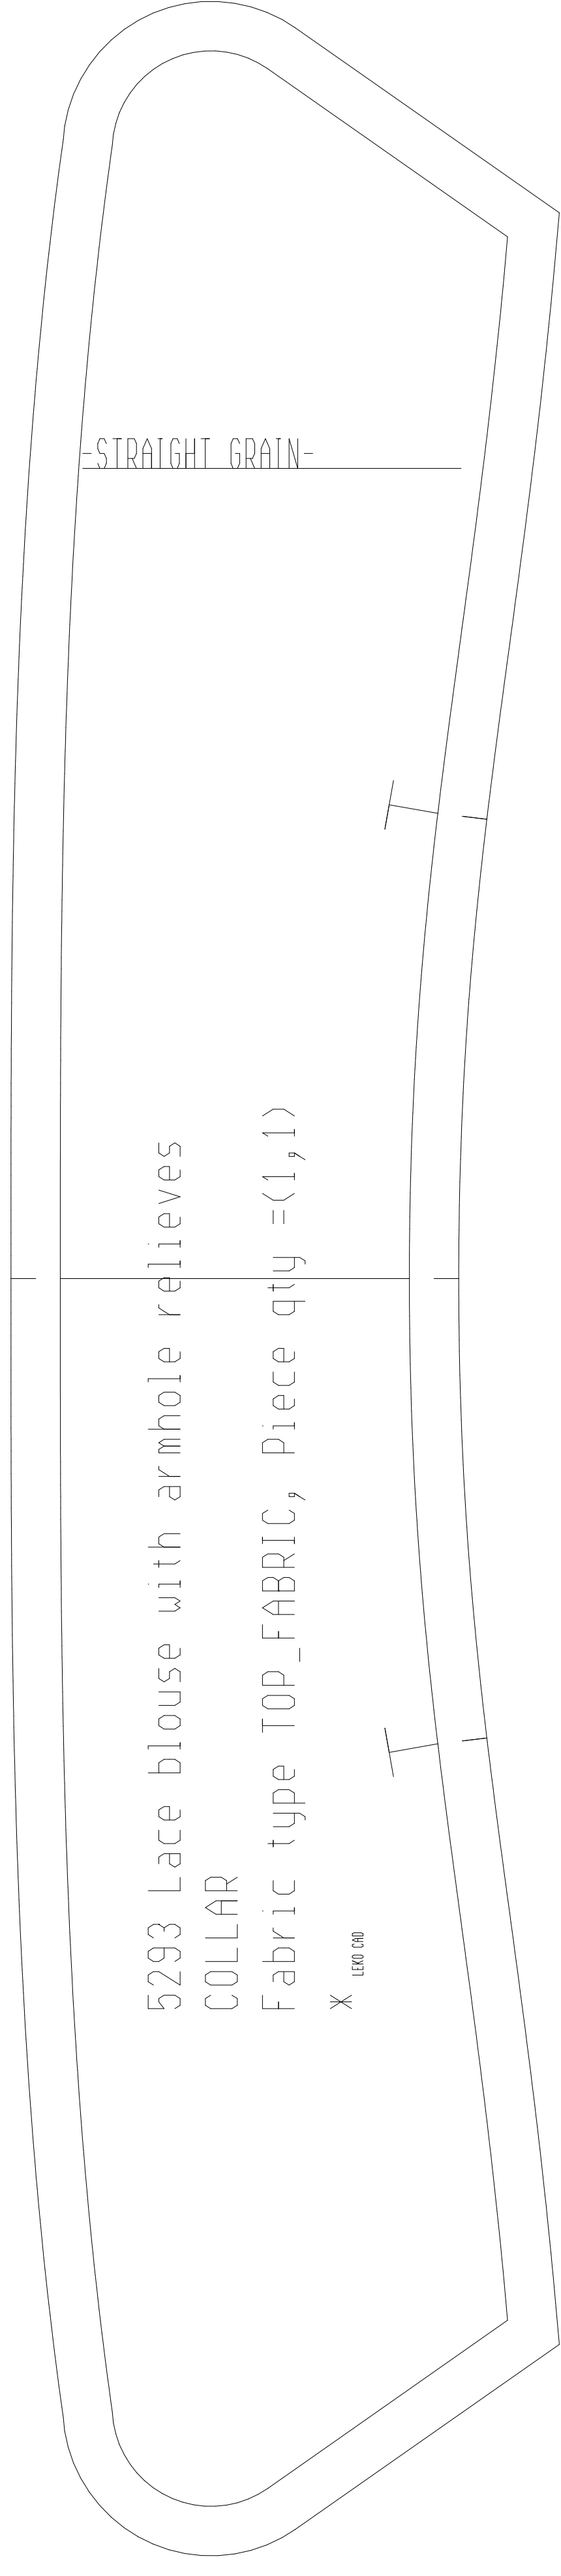 -STRAIGHT GRAIN-
5293 Lace blouse with armhole relieves
COLLAR
Fabric type TOP_FABRIC, Piece qty =(1,1)
*
LEKO CAD